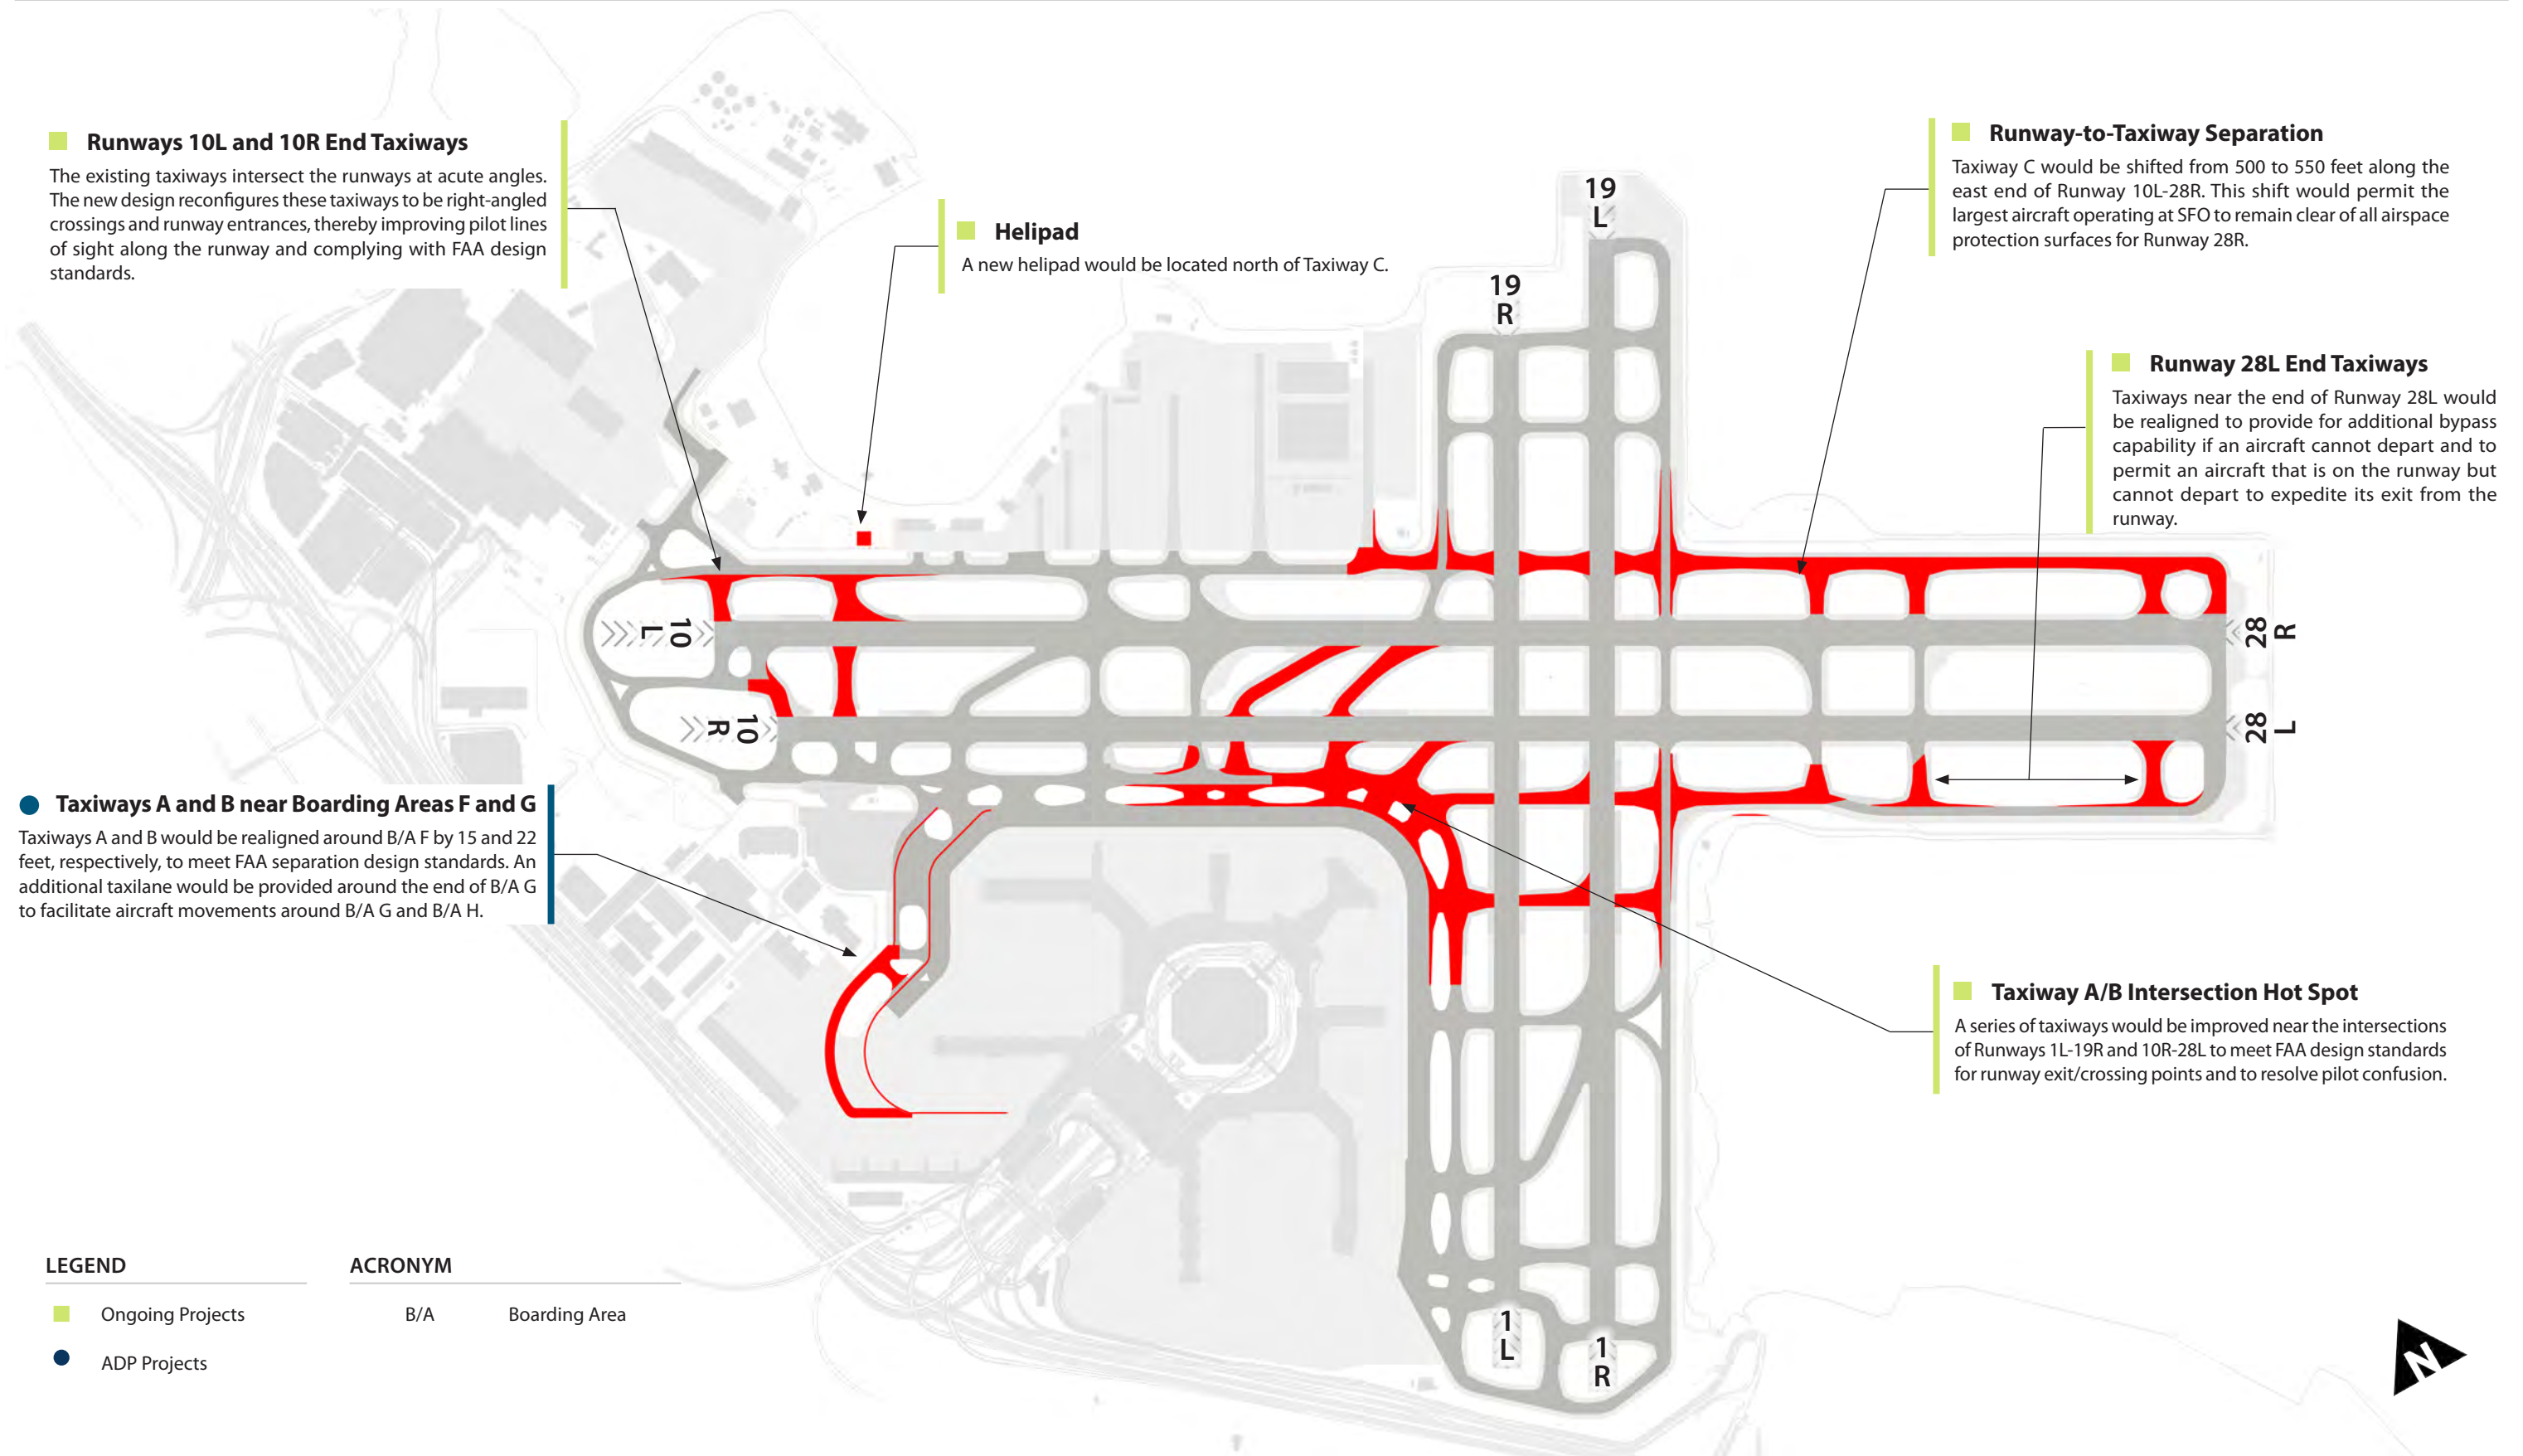 Runways 10L and 10R End Taxiways
The existing taxiways intersect the runways at acute angles.
The new design reconfigures these taxiways to be right-angled
crossings and runway entrances, thereby improving pilot lines
of sight along the runway and complying with FAA design
standards.
Helipad
A new helipad would be located north of Taxiway C.
Runway-to-Taxiway Separation
Taxiway C would be shifted from 500 to 550 feet along the
east end of Runway 10L-28R. This shift would permit the
largest aircraft operating at SFO to remain clear of all airspace
protection surfaces for Runway 28R.
19
L
19
R
Runway 28L End Taxiways
Taxiways near the end of Runway 28L would
be realigned to provide for additional bypass
capability if an aircraft cannot depart and to
permit an aircraft that is on the runway but
cannot depart to expedite its exit from the
runway.
10
L
28
R
10
R
28
L
Taxiways A and B near Boarding Areas F and G
Taxiways A and B would be realigned around B/A F by 15 and 22
feet, respectively, to meet FAA separation design standards. An
additional taxilane would be provided around the end of B/A G
to facilitate aircraft movements around B/A G and B/A H.
Taxiway A/B Intersection Hot Spot
A series of taxiways would be improved near the intersections
of Runways 1L-19R and 10R-28L to meet FAA design standards
for runway exit/crossing points and to resolve pilot confusion.
1
L
1
R
LEGEND
Ongoing Projects
ADP Projects
ACRONYM
B/A Boarding Area
N